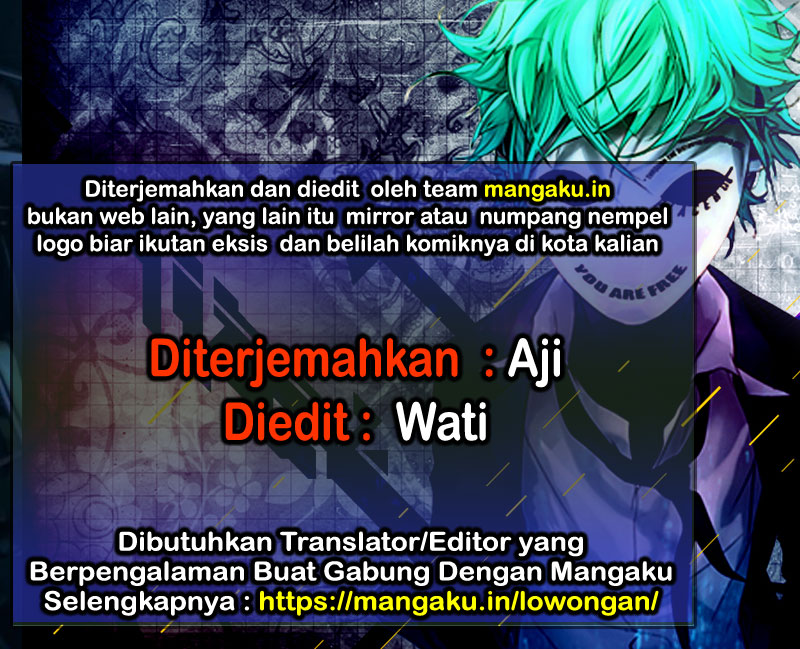 Diterjemahkan dan diedit oleh team mangaku.in
bukan web lain, yang lain itu mirror atau numpang nempel
logo biar ikutan eksis dan belilah komiknya di kota kalian
YOU ARE FREE
Diterjemahkan : Aji
Diedit : Wati
Dibutuhkan Translator/Editor yang
Berpengalaman Buat Gabung Dengan Mangaku
Selengkapnya : https://mangaku.in/lowongan/